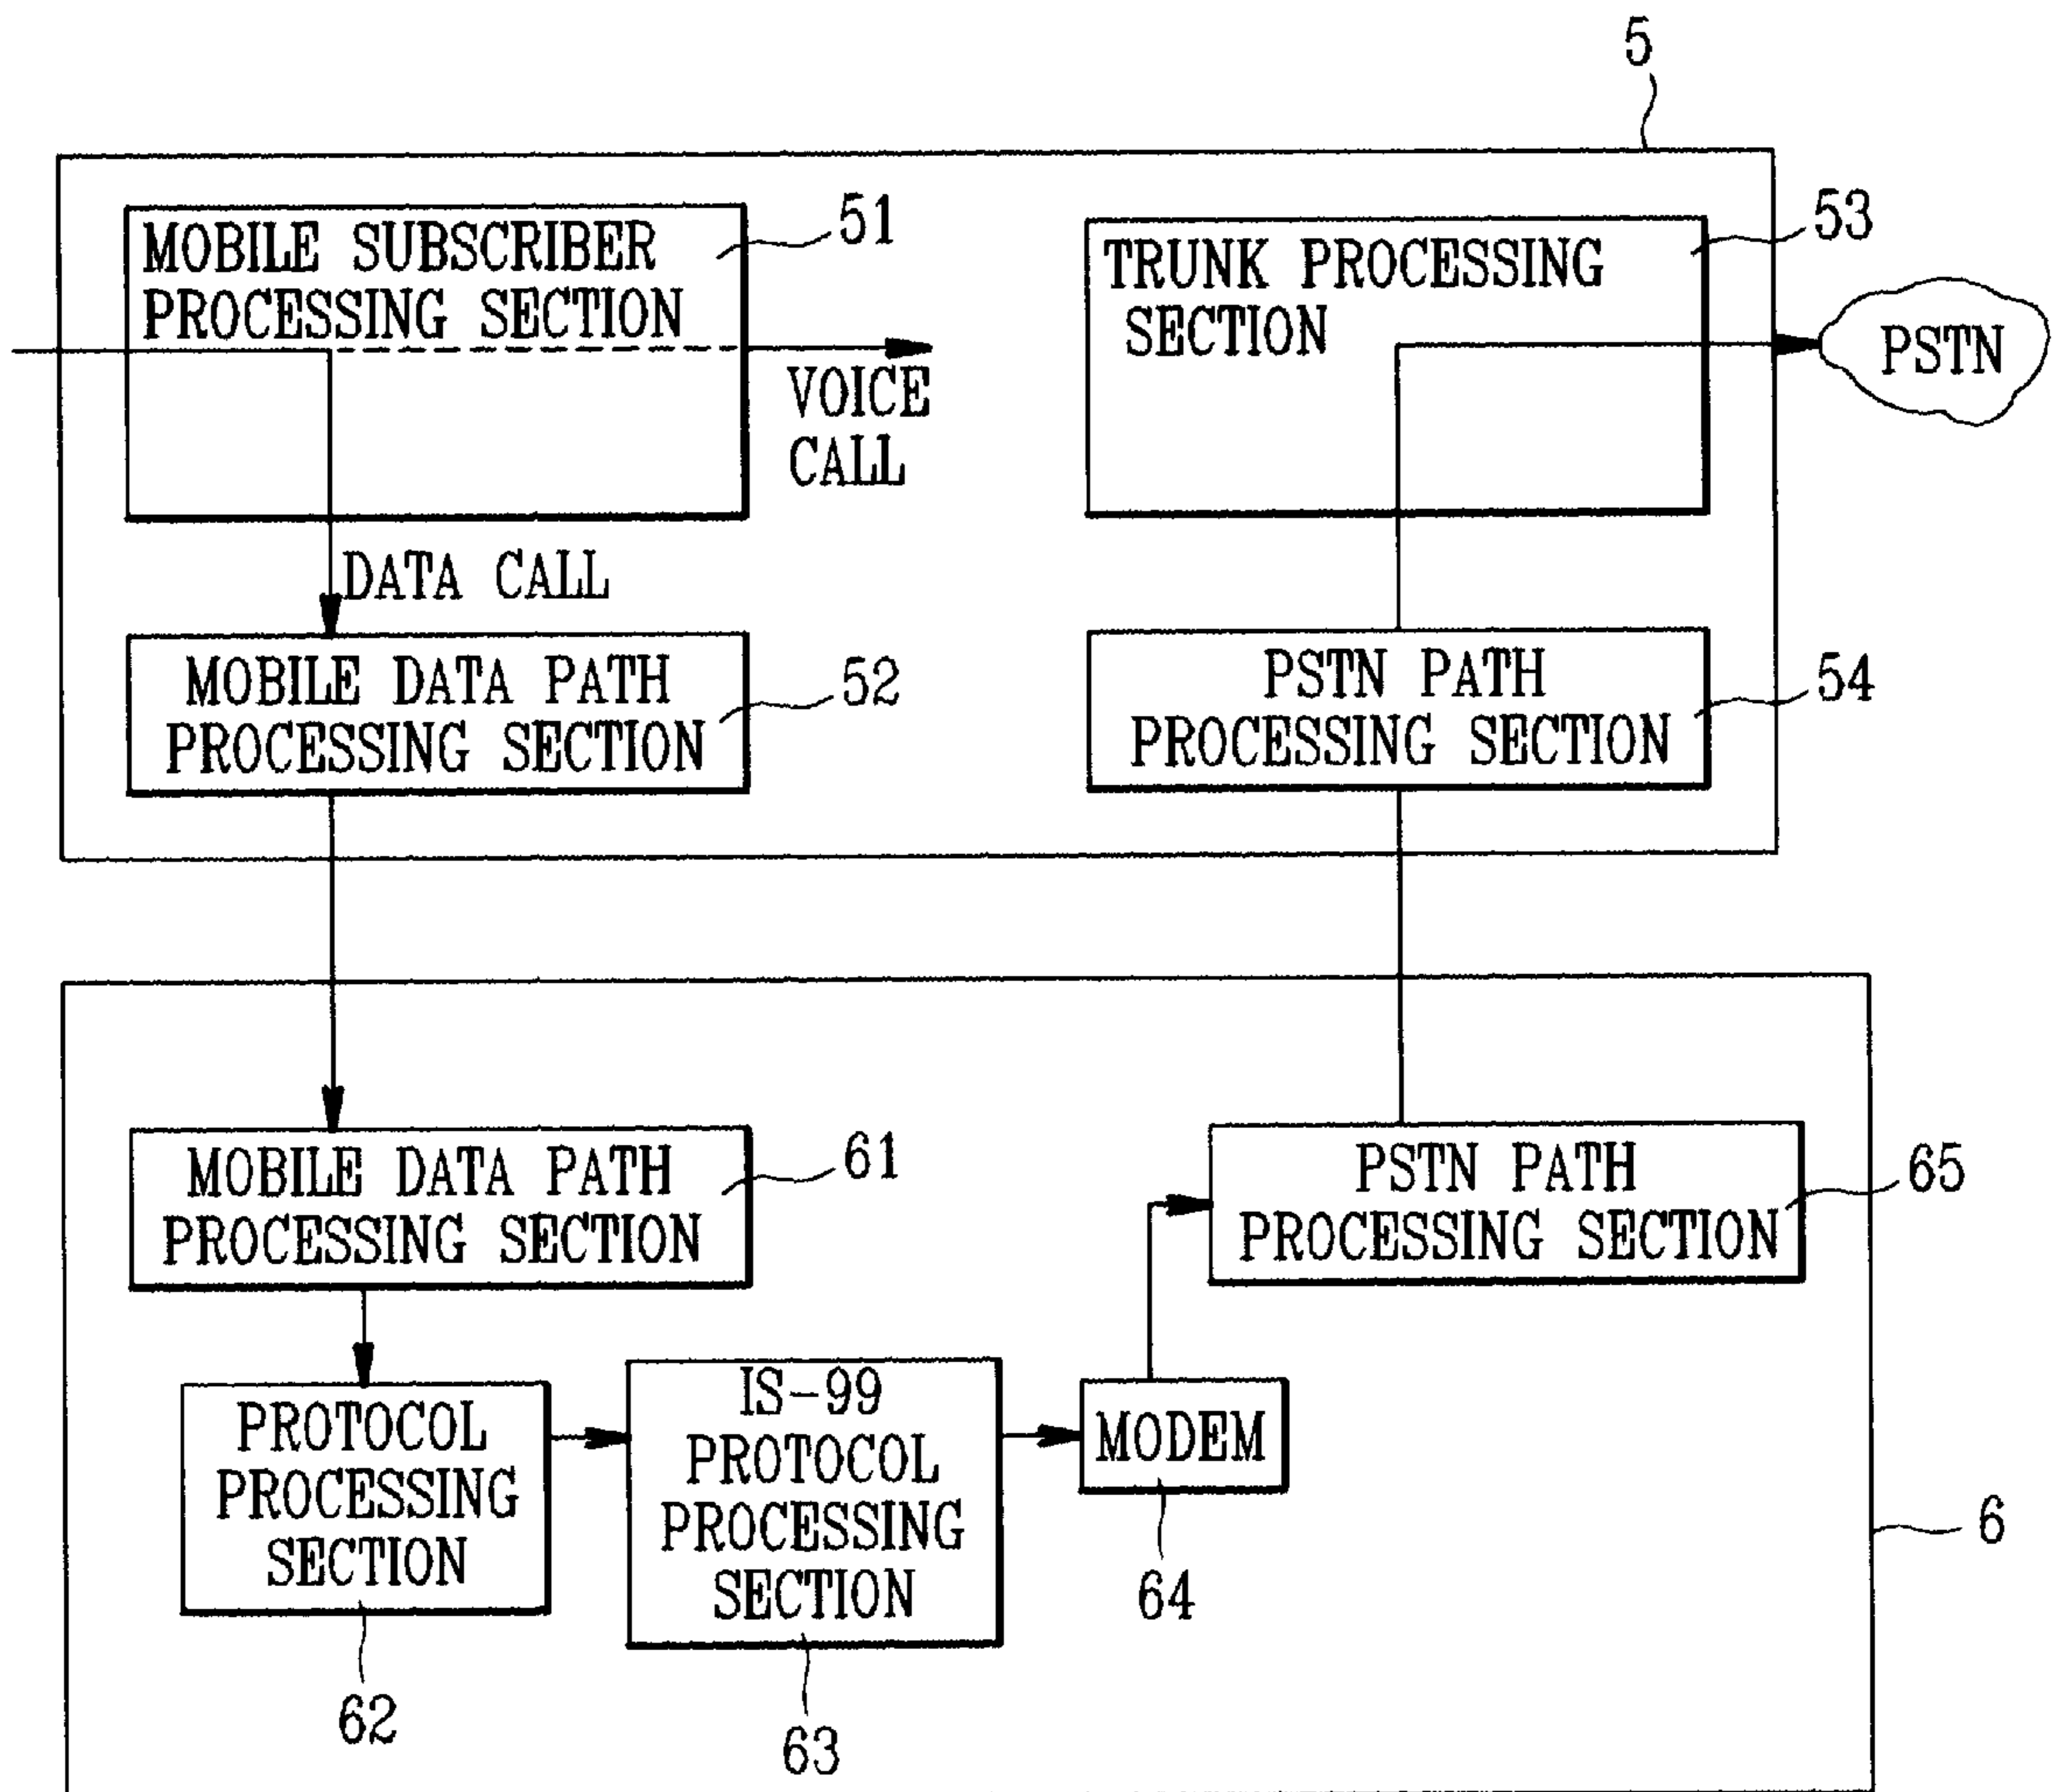 5
MOBILE SUBSCRIBER
PROCESSING SECTION
51
VOICE
CALL
TRUNK PROCESSING
SECTION
53
PSTN
DATA CALL
MOBILE DATA PATH
PROCESSING SECTION
52
PSTN PATH
PROCESSING SECTION
54
MOBILE DATA PATH
PROCESSING SECTION
61
PSTN PATH
PROCESSING SECTION
65
PROTOCOL
PROCESSING
SECTION
62
IS-99
PROTOCOL
PROCESSING
SECTION
63
MODEM
64
6